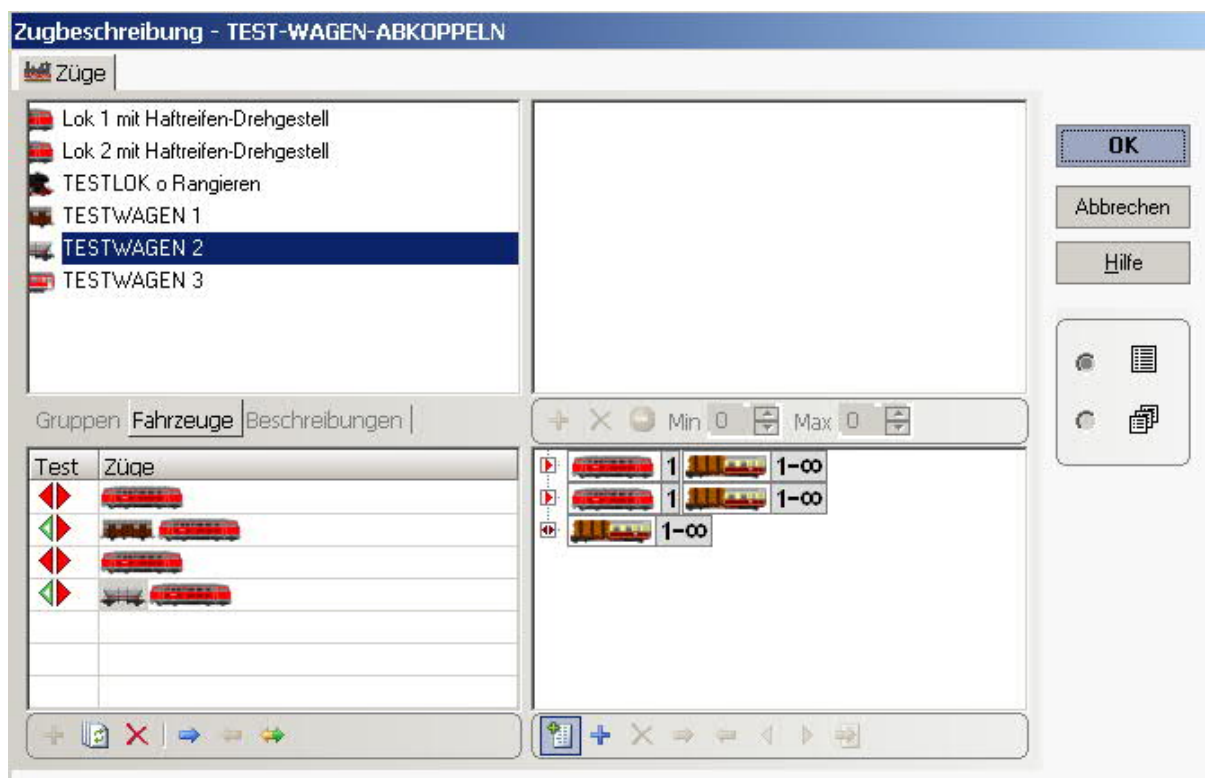 Zugbeschreibung - TEST-WAGEN-ABKOPPELN
Züge
Lok 1 mit Haftreifen-Drehgestell
Lok 2 mit Haftreifen-Drehgestell
TESTLOK o Rangieren
TESTWAGEN 1
TESTWAGEN 2
TESTWAGEN 3
OK
Abbrechen
Hilfe
Gruppen Fahrzeuge Beschreibungen
Min 0 Max 0
Test Züge
1 1-∞
1 1-∞
1-∞